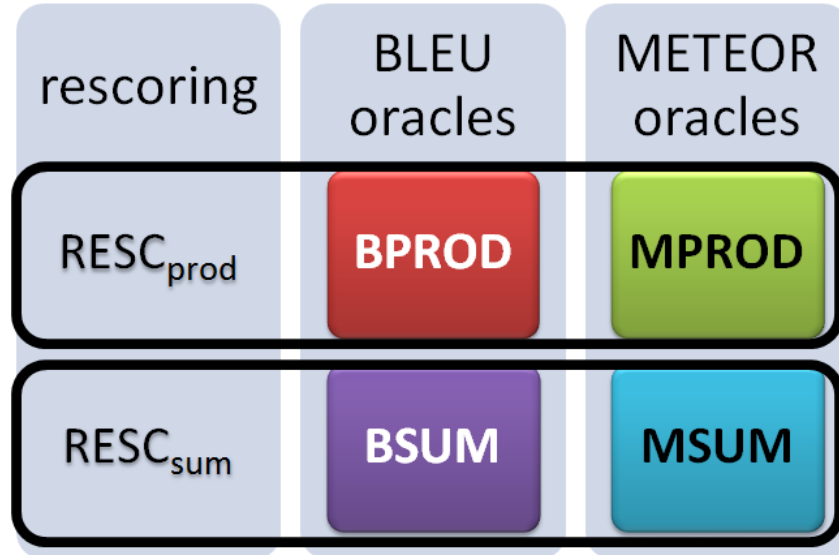 rescoring
BLEU
oracles
METEOR
oracles
RESCprod
BPROD
MPROD
RESCsum
BSUM
MSUM